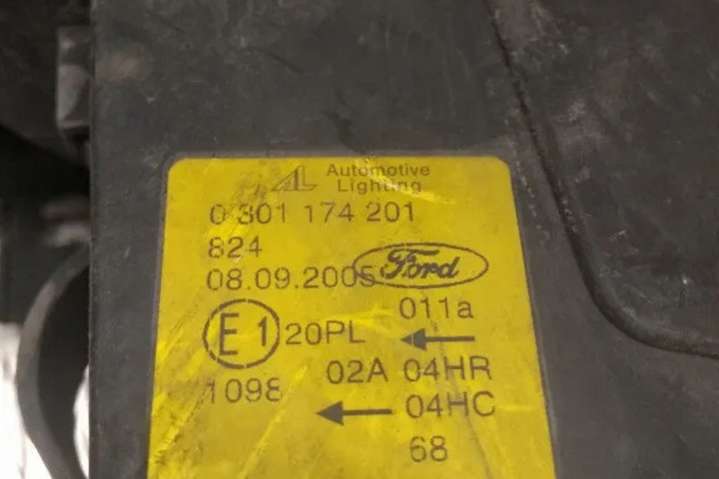 AL Automotive
Lighting
0 301 174 201
824
08.09.2005 Ford
011a
E1 20PL
02A 04HR
1098
04HC
68